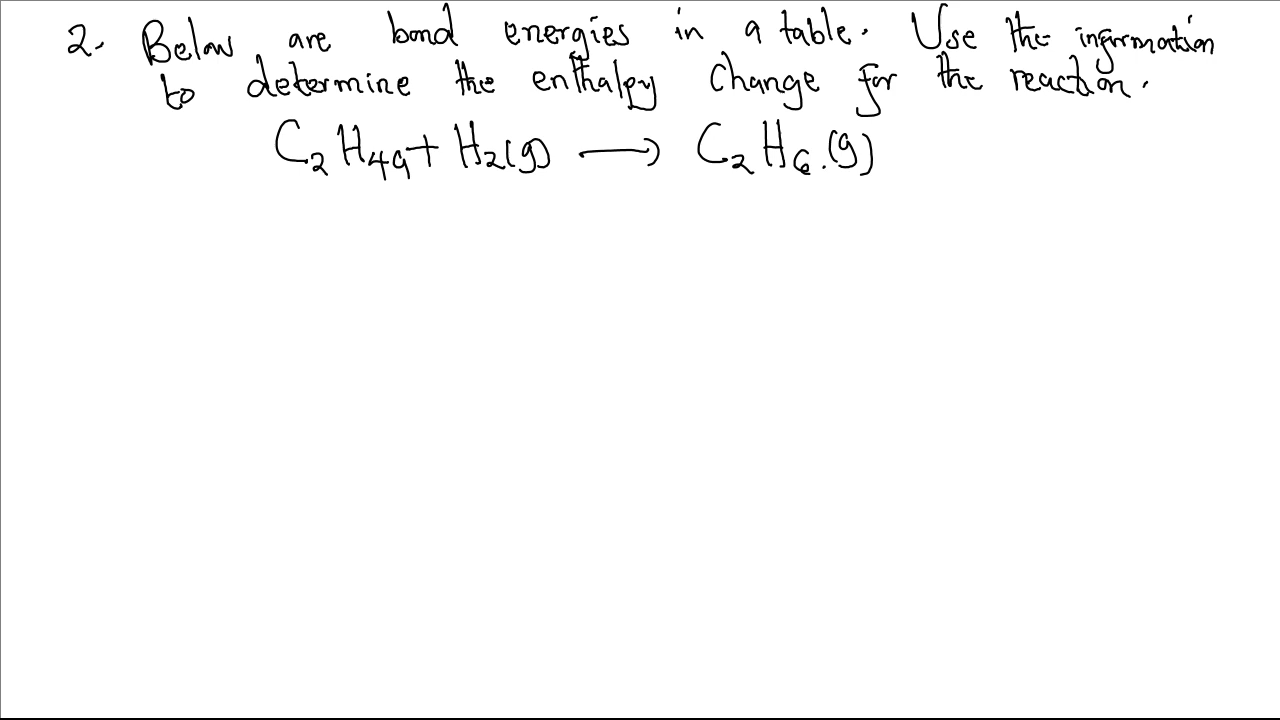 2. Below are bond energies in a table. Use the information
to determine the enthalpy change for the reaction.
C₂H₄g + H₂(g) → C₂H₆.(g)